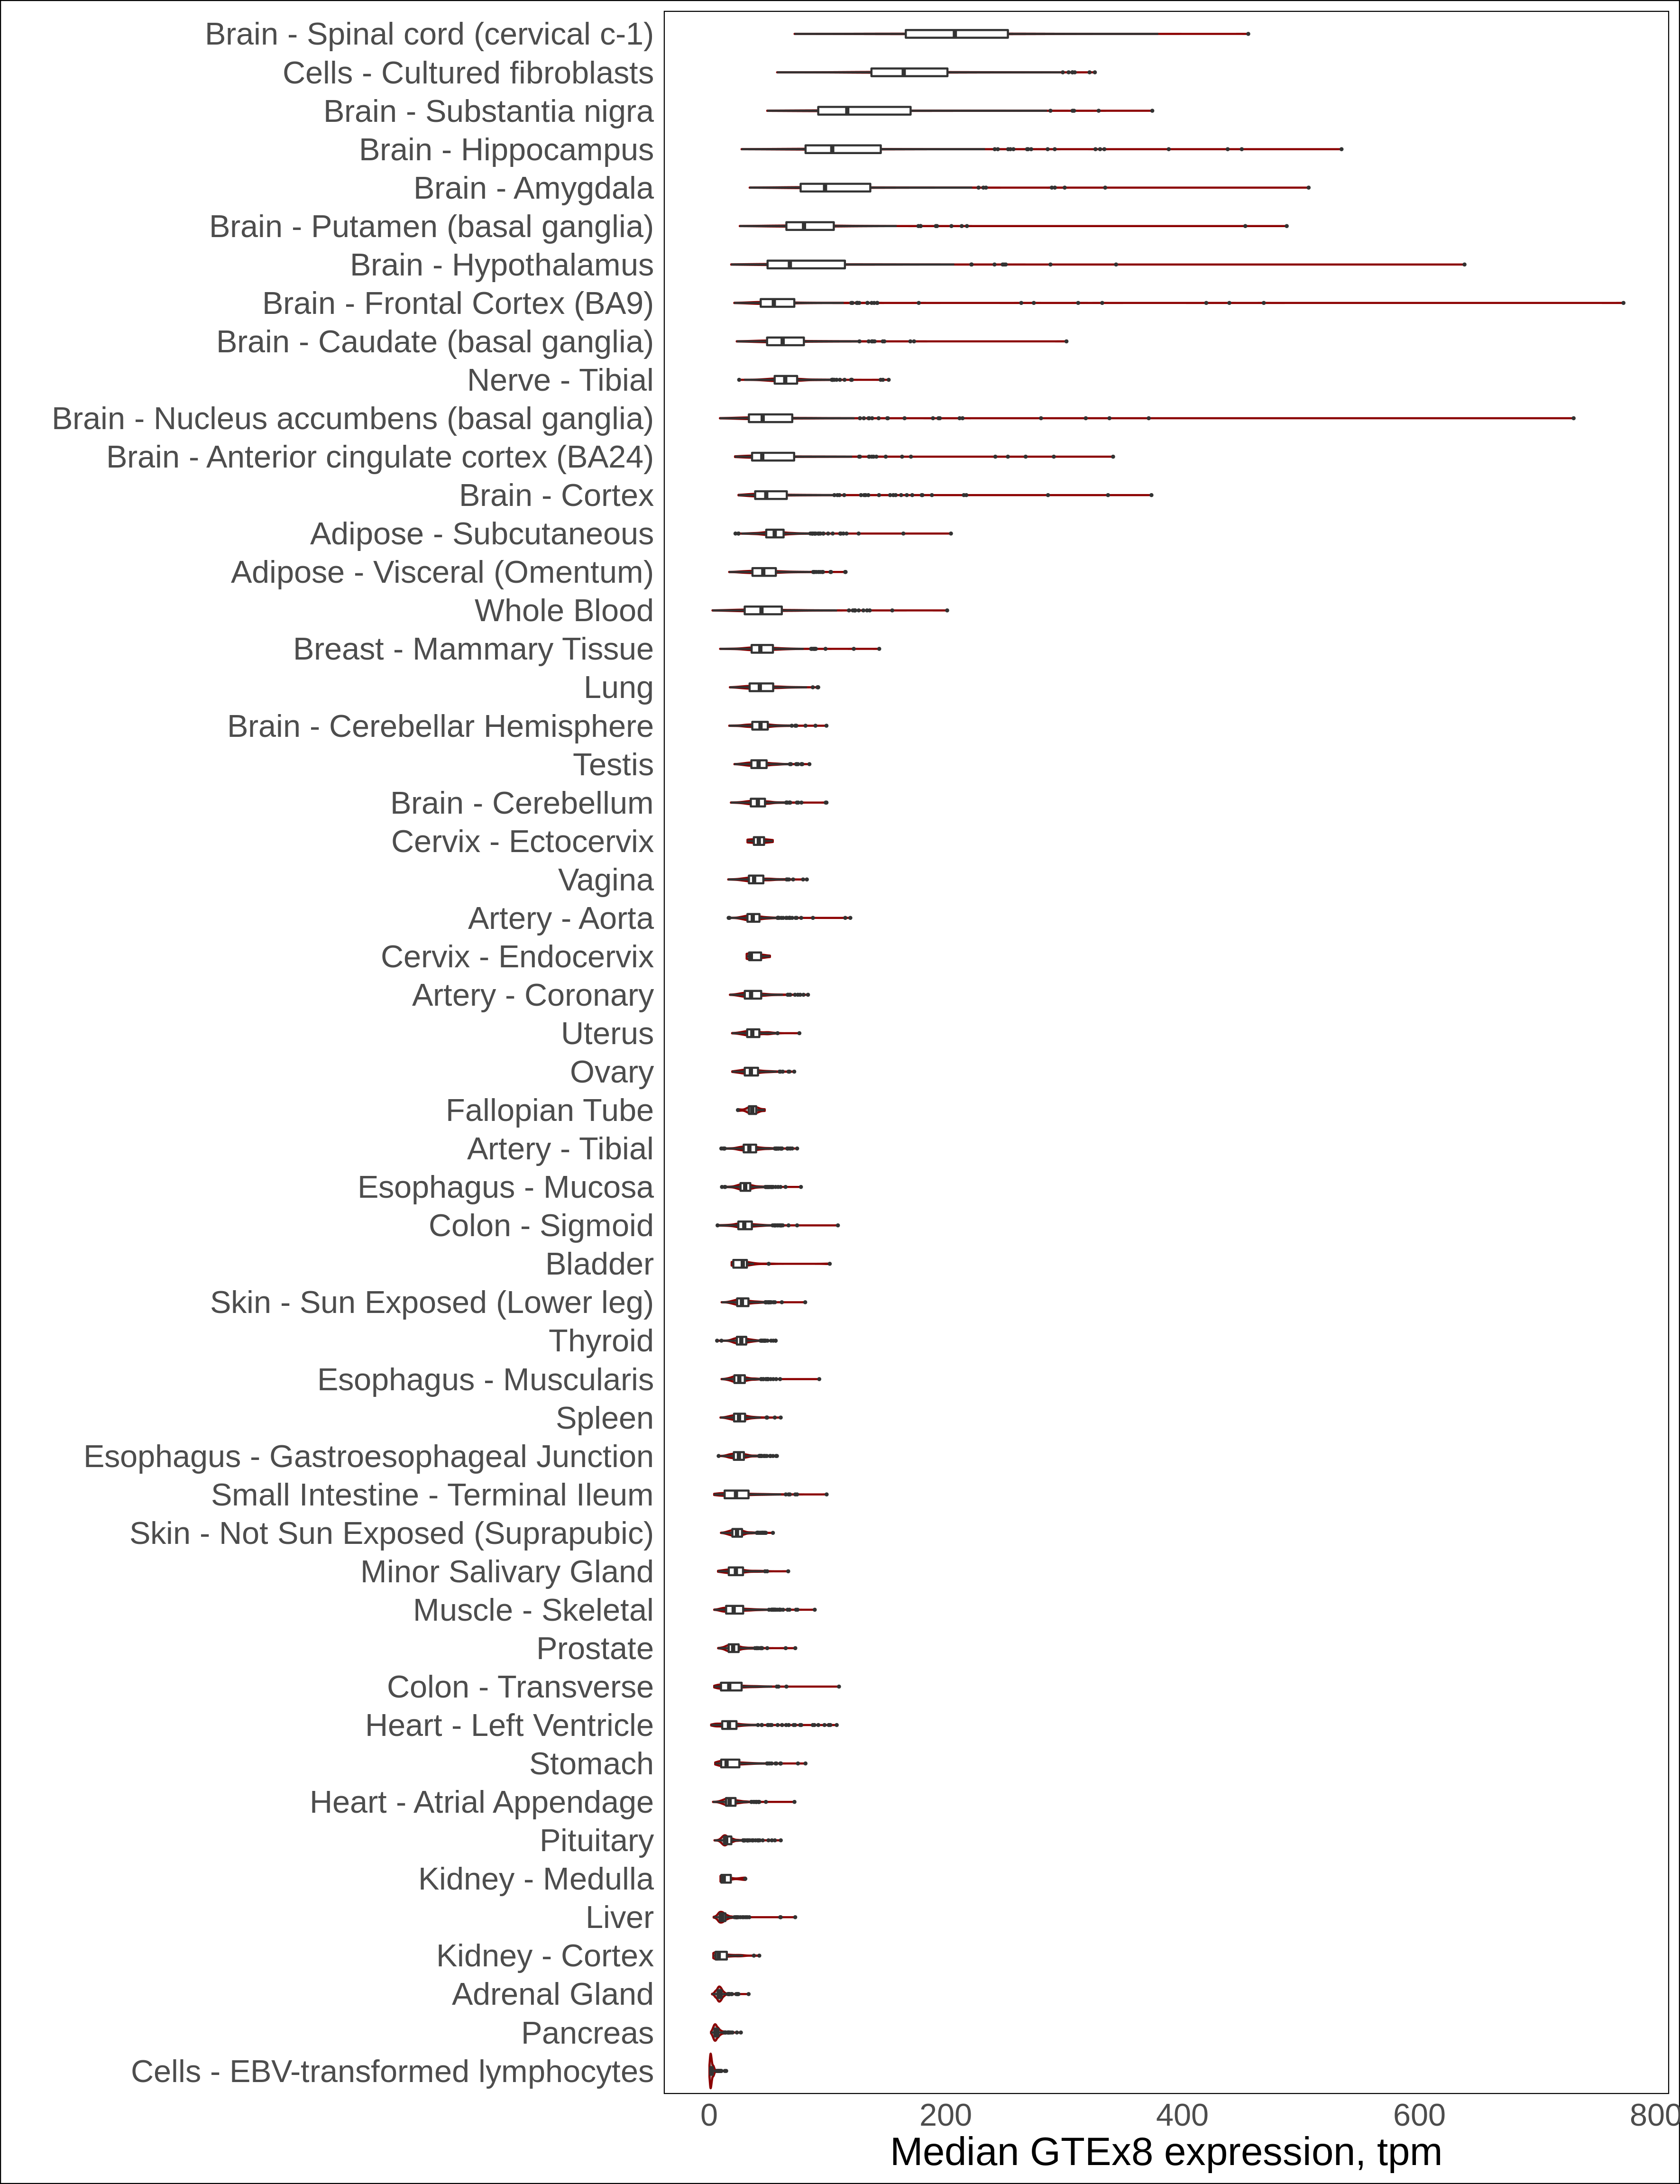 Brain - Spinal cord (cervical c-1)
Cells - Cultured fibroblasts
Brain - Substantia nigra
Brain - Hippocampus
Brain - Amygdala
Brain - Putamen (basal ganglia)
Brain - Hypothalamus
Brain - Frontal Cortex (BA9)
Brain - Caudate (basal ganglia)
Nerve - Tibial
Brain - Nucleus accumbens (basal ganglia)
Brain - Anterior cingulate cortex (BA24)
Brain - Cortex
Adipose - Subcutaneous
Adipose - Visceral (Omentum)
Whole Blood
Breast - Mammary Tissue
Lung
Brain - Cerebellar Hemisphere
Testis
Brain - Cerebellum
Cervix - Ectocervix
Vagina
Artery - Aorta
Cervix - Endocervix
Artery - Coronary
Uterus
Ovary
Fallopian Tube
Artery - Tibial
Esophagus - Mucosa
Colon - Sigmoid
Bladder
Skin - Sun Exposed (Lower leg)
Thyroid
Esophagus - Muscularis
Spleen
Esophagus - Gastroesophageal Junction
Small Intestine - Terminal Ileum
Skin - Not Sun Exposed (Suprapubic)
Minor Salivary Gland
Muscle - Skeletal
Prostate
Colon - Transverse
Heart - Left Ventricle
Stomach
Heart - Atrial Appendage
Pituitary
Kidney - Medulla
Liver
Kidney - Cortex
Adrenal Gland
Pancreas
Cells - EBV-transformed lymphocytes
0 200 400 600 800
Median GTEx8 expression, tpm